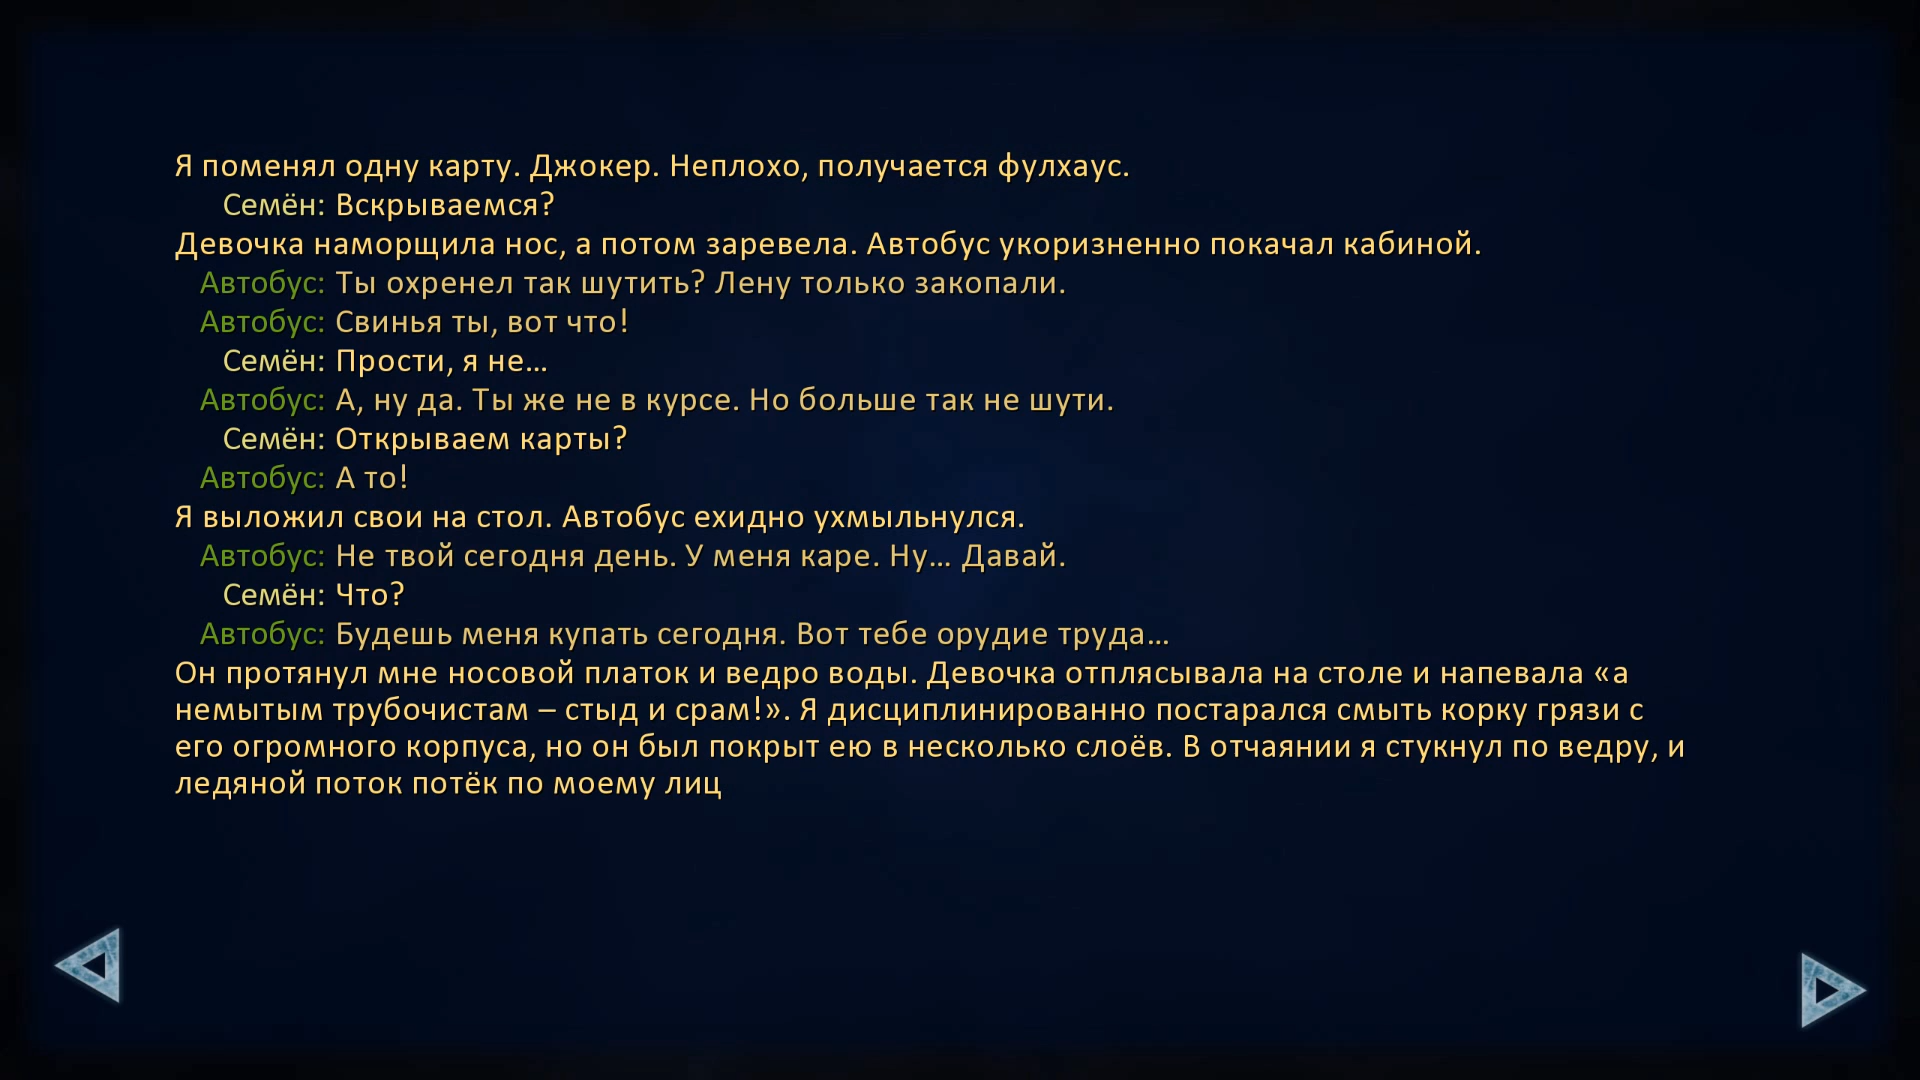 Я поменял одну карту. Джокер. Неплохо, получается фулхаус.
Семён: Вскрываемся?
Девочка наморщила нос, а потом заревела. Автобус укоризненно покачал кабиной.
Автобус: Ты охренел так шутить? Лену только закопали.
Автобус: Свинья ты, вот что!
Семён: Прости, я не…
Автобус: А, ну да. Ты же не в курсе. Но больше так не шути.
Семён: Открываем карты?
Автобус: А то!
Я выложил свои на стол. Автобус ехидно ухмыльнулся.
Автобус: Не твой сегодня день. У меня каре. Ну… Давай.
Семён: Что?
Автобус: Будешь меня купать сегодня. Вот тебе орудие труда…
Он протянул мне носовой платок и ведро воды. Девочка отплясывала на столе и напевала «а
немытым трубочистам – стыд и срам!». Я дисциплинированно постарался смыть корку грязи с
его огромного корпуса, но он был покрыт ею в несколько слоёв. В отчаянии я стукнул по ведру, и
ледяной поток потёк по моему лиц